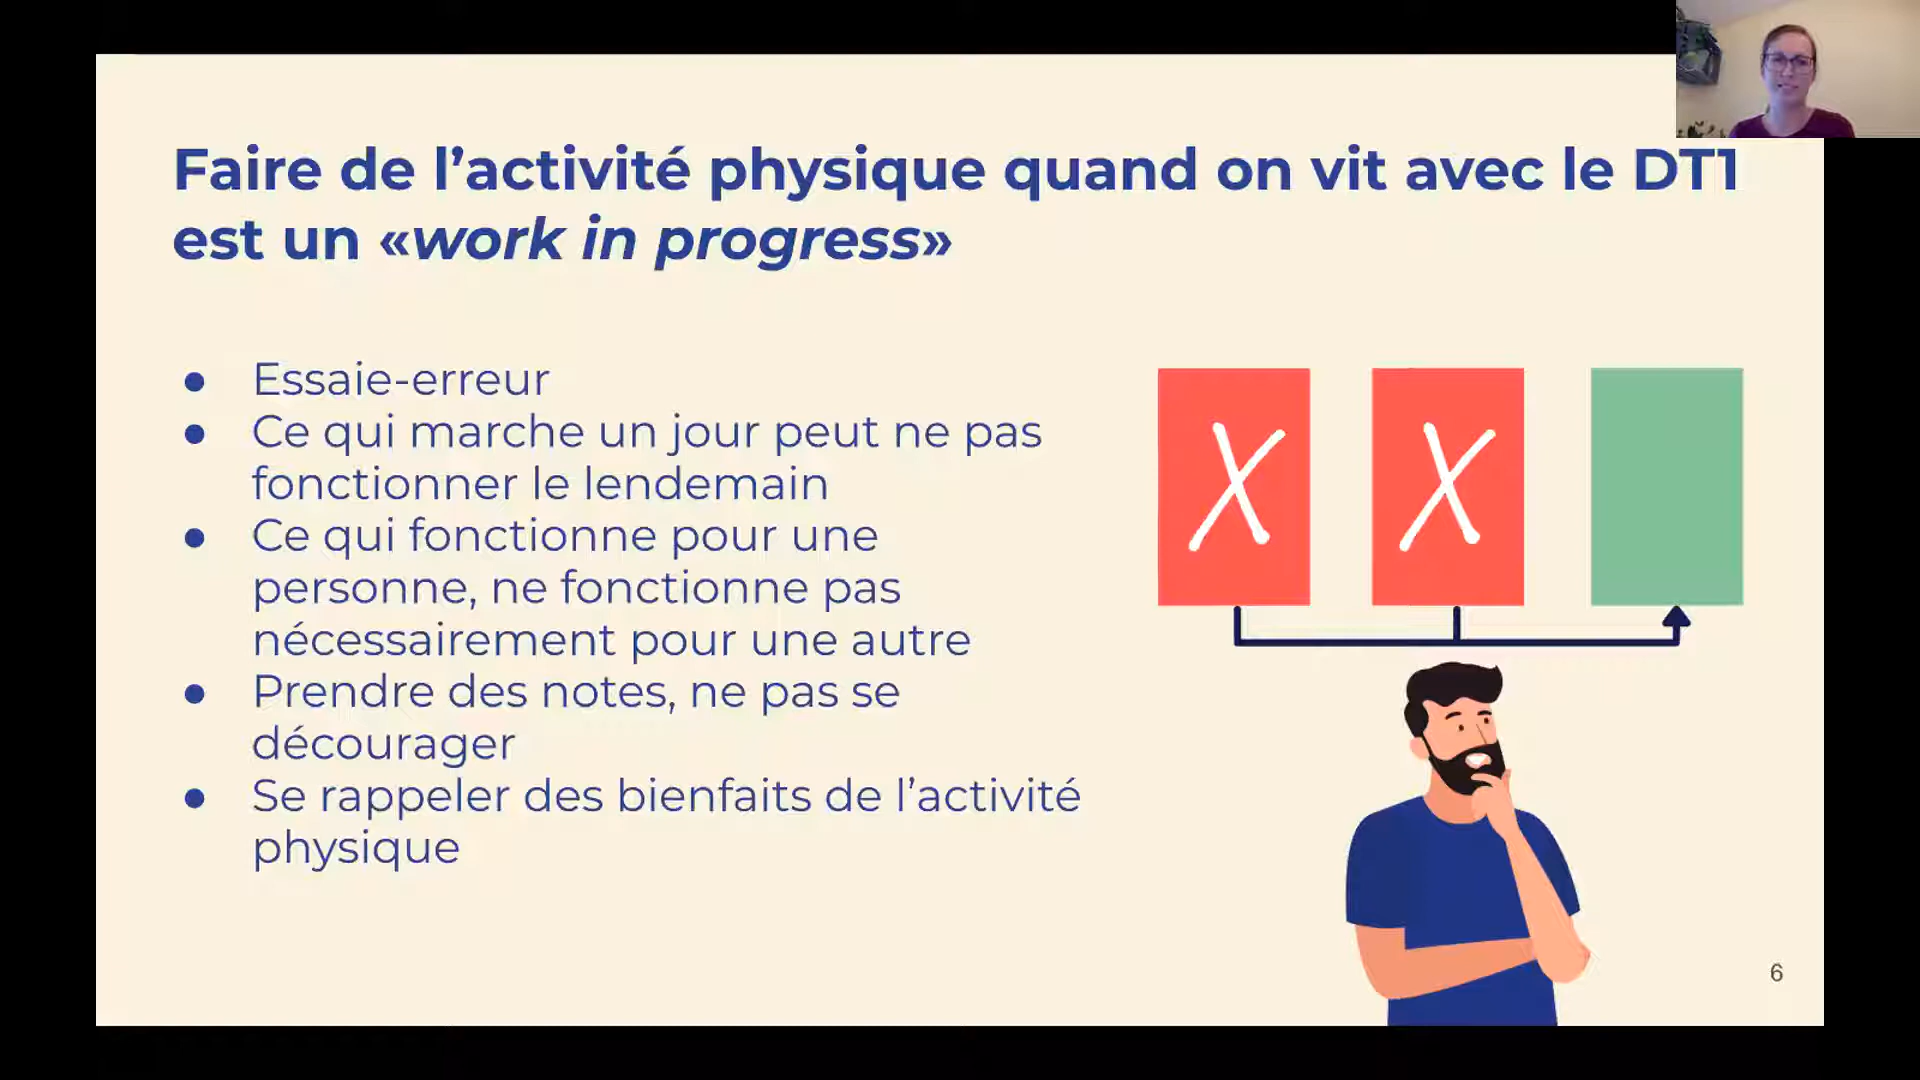 Faire de l’activité physique quand on vit avec le DT1
est un «work in progress»
● Essaie-erreur
● Ce qui marche un jour peut ne pas
fonctionner le lendemain
● Ce qui fonctionne pour une
personne, ne fonctionne pas
nécessairement pour une autre
● Prendre des notes, ne pas se
décourager
● Se rappeler des bienfaits de l’activité
physique
X X
6